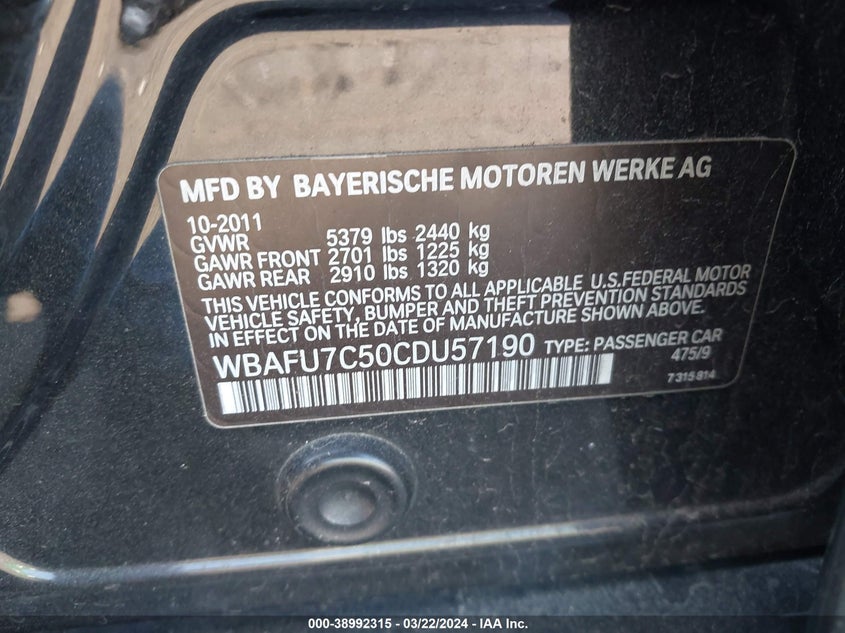 MFD BY BAYERISCHE MOTOREN WERKE AG
10-2011
GVWR 5379 lbs 2440 kg
GAWR FRONT 2701 lbs 1225 kg
GAWR REAR 2910 lbs 1320 kg
THIS VEHICLE CONFORMS TO ALL APPLICABLE U.S.FEDERAL MOTOR
VEHICLE SAFETY, BUMPER AND THEFT PREVENTION STANDARDS
IN EFFECT ON THE DATE OF MANUFACTURE SHOWN ABOVE.
WBAFU7C50CDU57190 TYPE: PASSENGER CAR
475/9
7 315 814
000-38992315 - 03/22/2024 - IAA Inc.